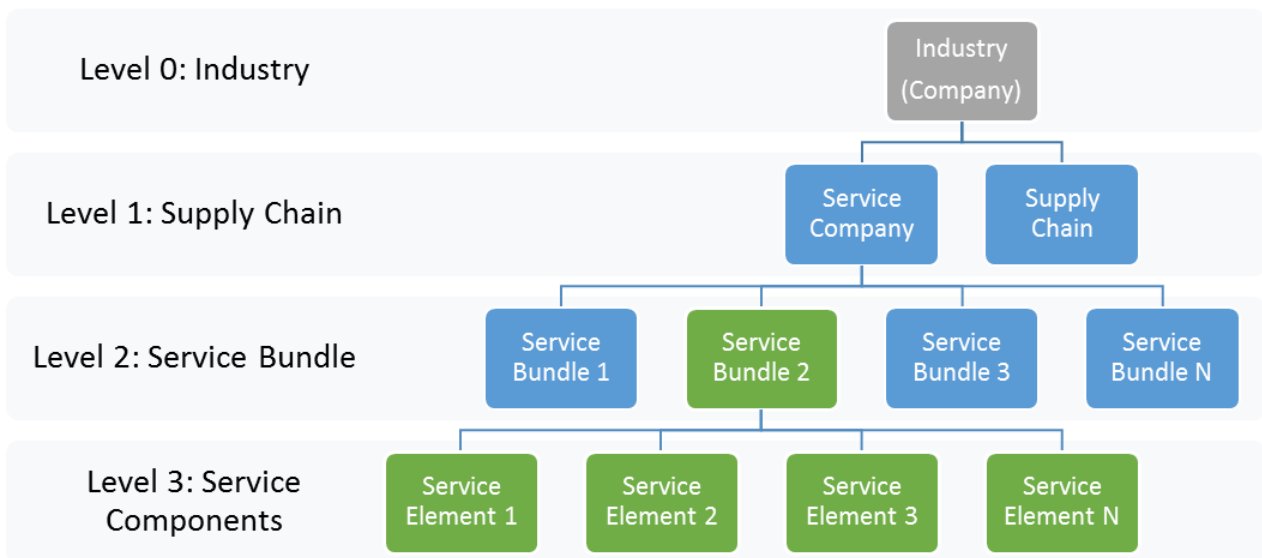 Level 0: Industry
Industry
(Company)
Level 1: Supply Chain
Service
Company
Supply
Chain
Level 2: Service Bundle
Service
Bundle 1
Service
Bundle 2
Service
Bundle 3
Service
Bundle N
Level 3: Service
Components
Service
Element 1
Service
Element 2
Service
Element 3
Service
Element N